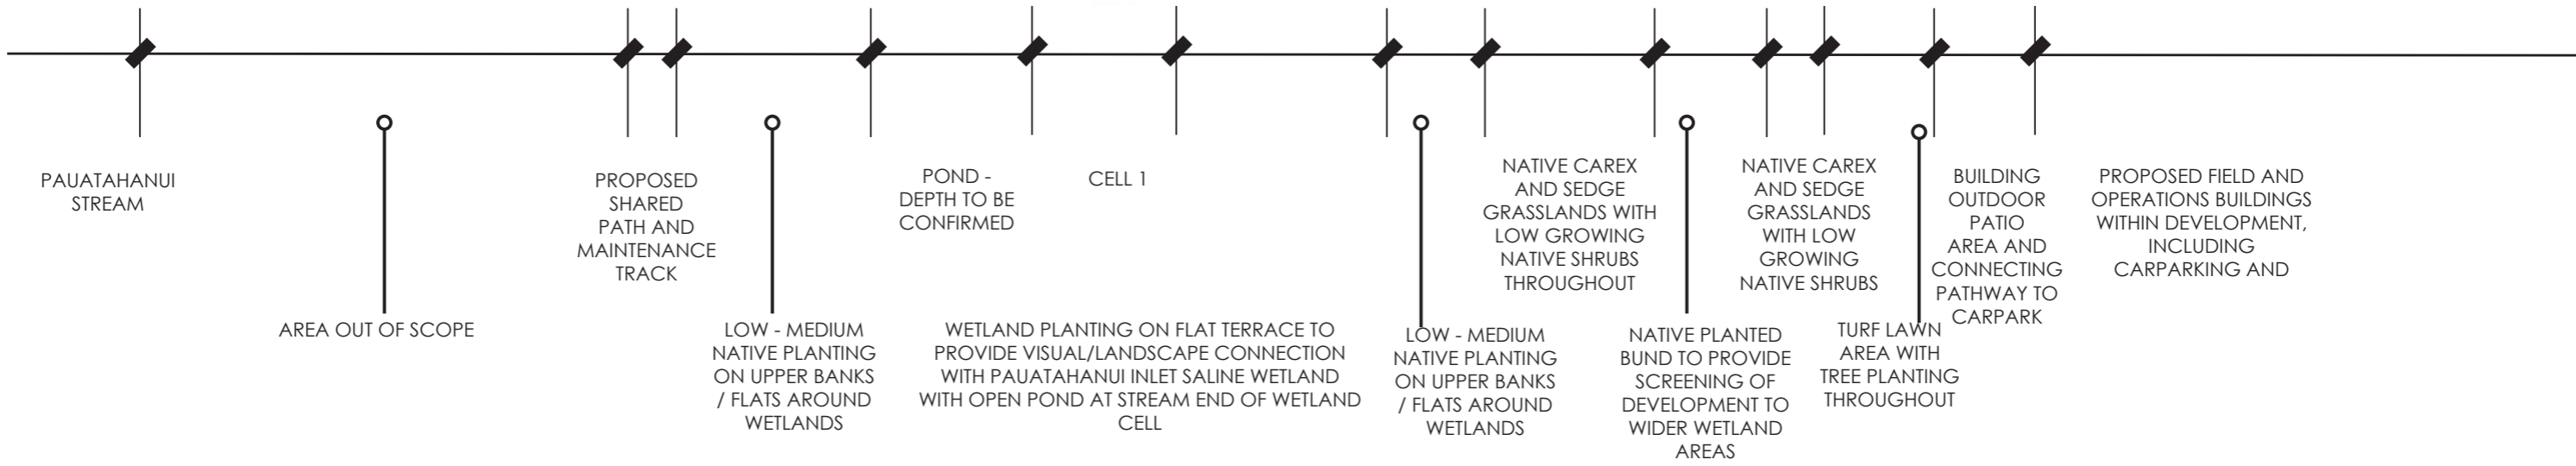 PAUATAHANUI
STREAM
AREA OUT OF SCOPE
PROPOSED
SHARED
PATH AND
MAINTENANCE
TRACK
LOW - MEDIUM
NATIVE PLANTING
ON UPPER BANKS
/ FLATS AROUND
WETLANDS
POND -
DEPTH TO BE
CONFIRMED
CELL 1
WETLAND PLANTING ON FLAT TERRACE TO
PROVIDE VISUAL/LANDSCAPE CONNECTION
WITH PAUATAHANUI INLET SALINE WETLAND
WITH OPEN POND AT STREAM END OF WETLAND
CELL
LOW - MEDIUM
NATIVE PLANTING
ON UPPER BANKS
/ FLATS AROUND
WETLANDS
NATIVE CAREX
AND SEDGE
GRASSLANDS WITH
LOW GROWING
NATIVE SHRUBS
THROUGHOUT
NATIVE PLANTED
BUND TO PROVIDE
SCREENING OF
DEVELOPMENT TO
WIDER WETLAND
AREAS
NATIVE CAREX
AND SEDGE
GRASSLANDS
WITH LOW
GROWING
NATIVE SHRUBS
TURF LAWN
AREA WITH
TREE PLANTING
THROUGHOUT
BUILDING
OUTDOOR
PATIO
AREA AND
CONNECTING
PATHWAY TO
CARPARK
PROPOSED FIELD AND
OPERATIONS BUILDINGS
WITHIN DEVELOPMENT,
INCLUDING
CARPARKING AND